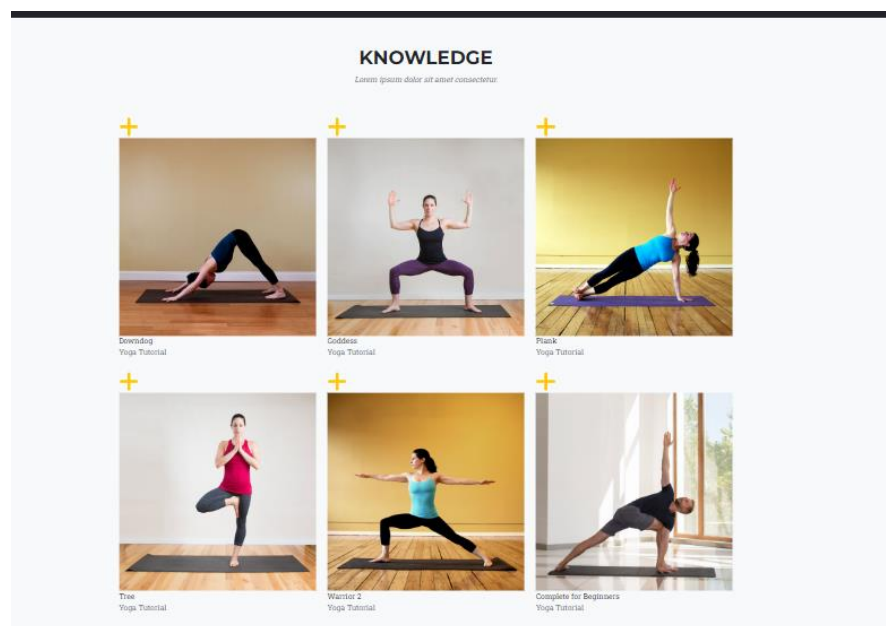 KNOWLEDGE
Lorem ipsum dolor sit amet consectetur.
Downdog
Yoga Tutorial
Goddess
Yoga Tutorial
Plank
Yoga Tutorial
Tree
Yoga Tutorial
Warrior 2
Yoga Tutorial
Complete for Beginners
Yoga Tutorial